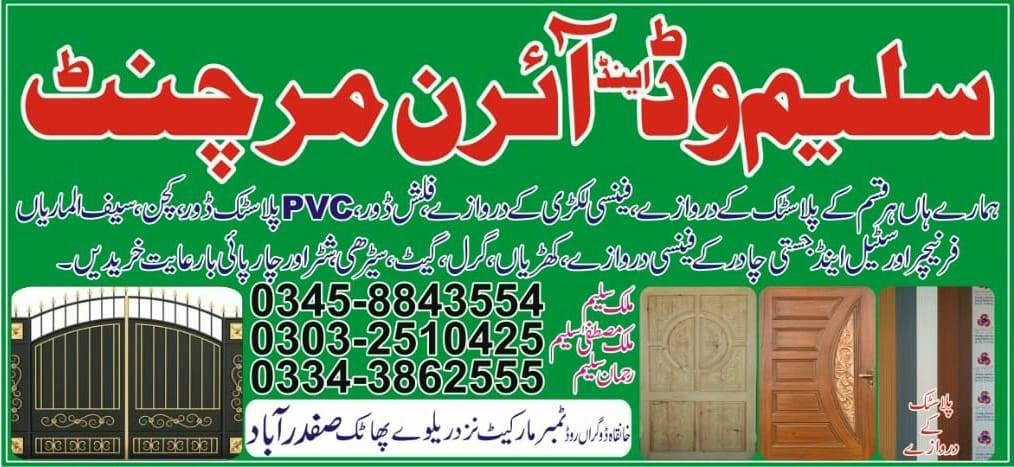 سلیم وڈ اینڈ آئرن مرچنٹ
ہمارے ہاں ہر قسم کے پلاسٹک کے دروازے، فینسی لکڑی کے دروازے، فلش ڈور، PVC پلاسٹک ڈور، کچن، سیف الماریاں
فرنیچر اور سٹیل اینڈ جستی چادر کے فینسی دروازے، کھڑیاں، گرل، گیٹ، سیڑھی شٹر اور چارپائی بارعایت خریدیں۔
ملک سلیم 0345-8843554
ملک مصطفیٰ سلیم 0303-2510425
رحمان سلیم 0334-3862555
خانقاہ ڈوگراں روڈ ٹمبر مارکیٹ نزد ریلوے پھاٹک صفدرآباد
پلاسٹک
کے
دروازے